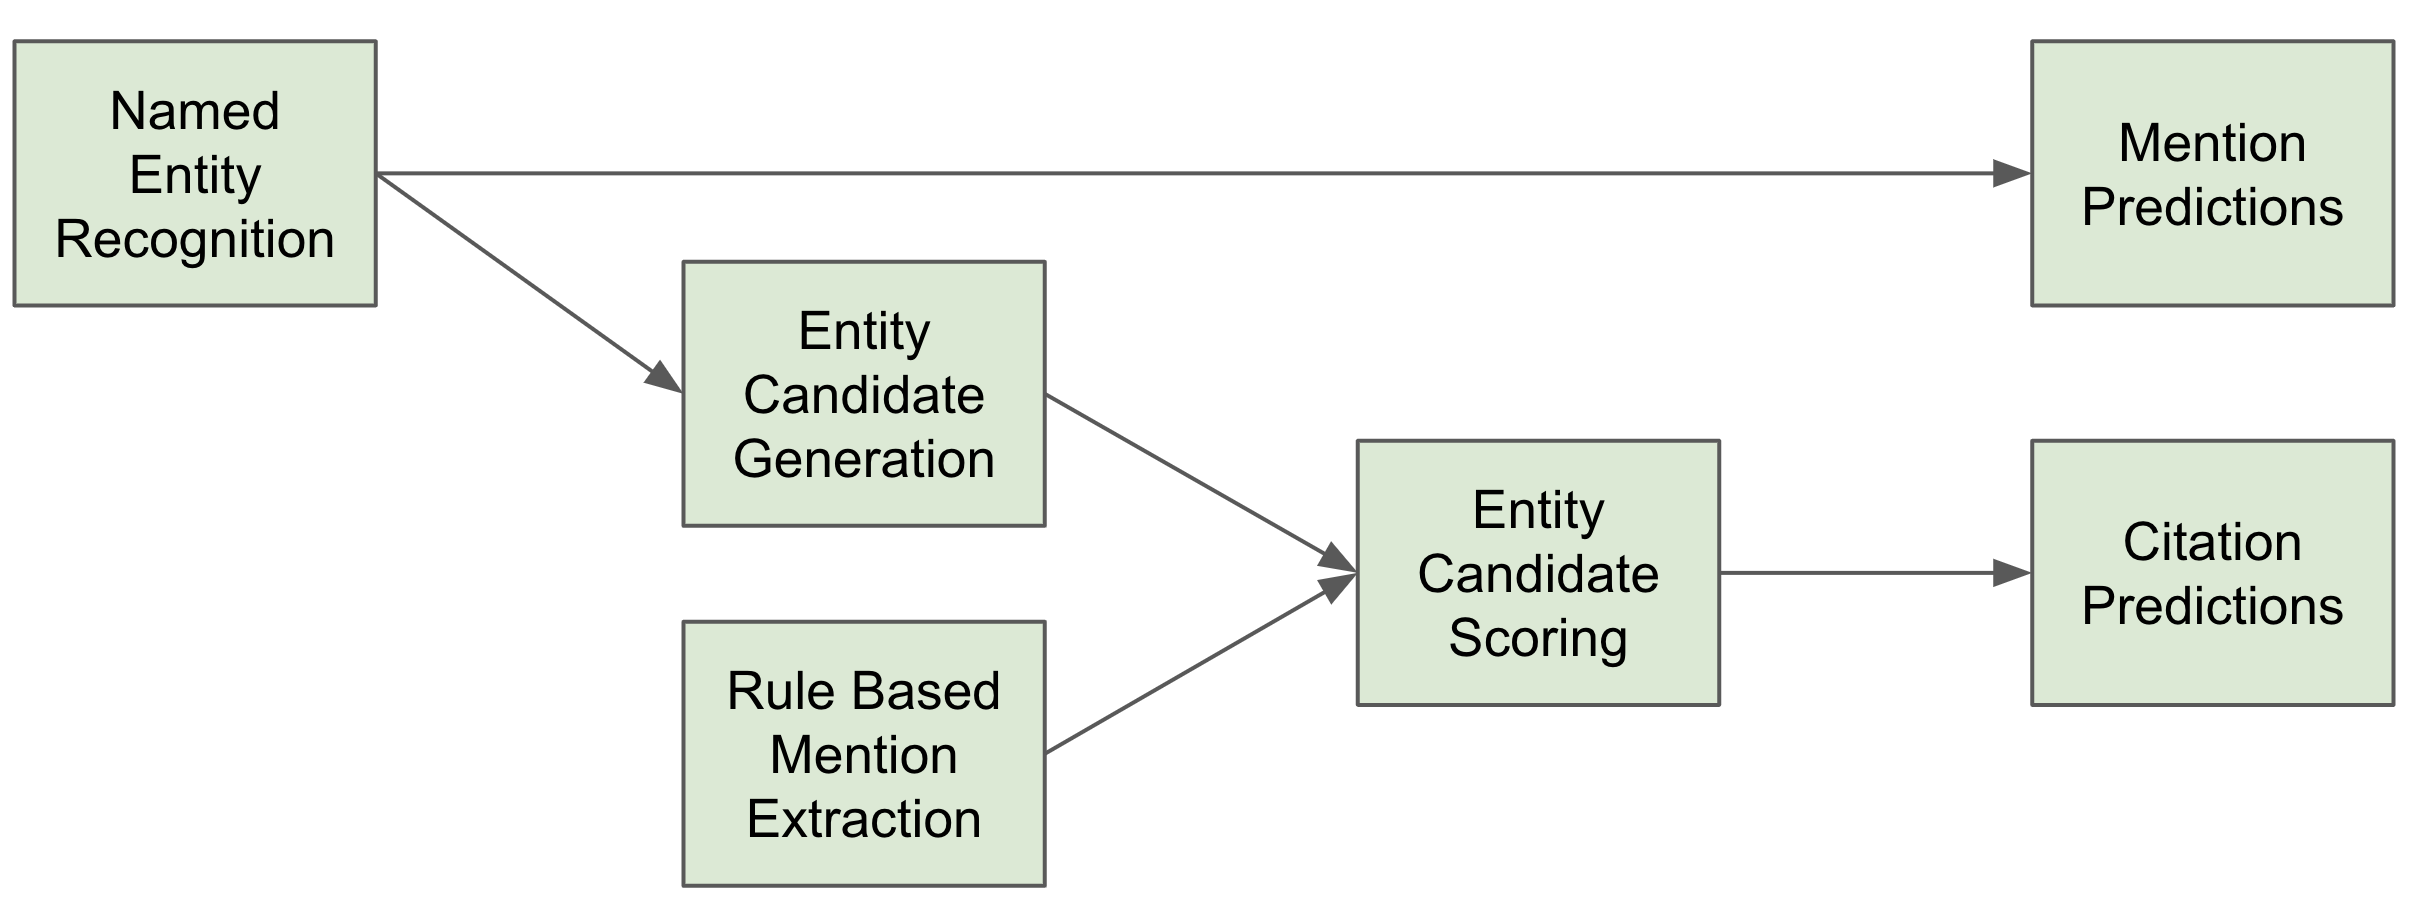 Named
Entity
Recognition
Mention
Predictions
Entity
Candidate
Generation
Entity
Candidate
Scoring
Citation
Predictions
Rule Based
Mention
Extraction